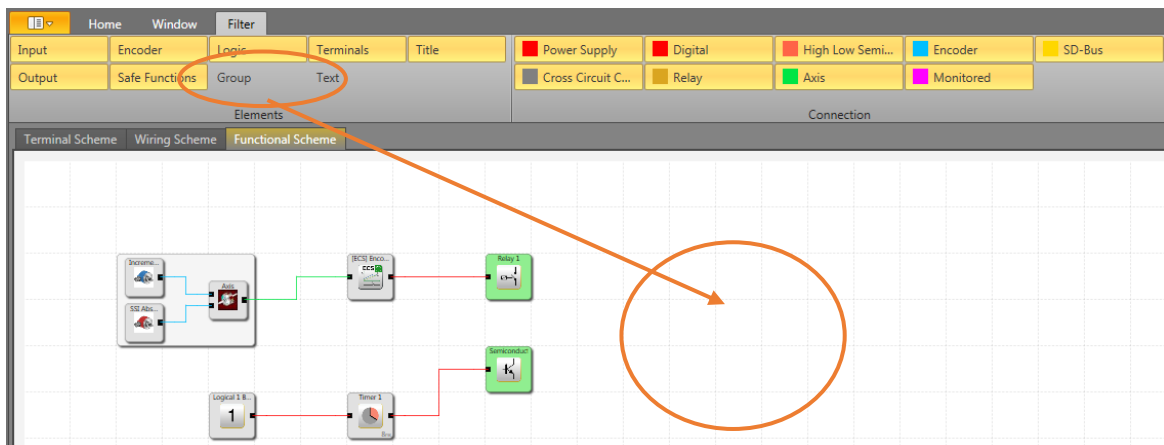 Home Window Filter
Input Encoder Logic Terminals Title
Output Safe Functions Group Text
Elements
Power Supply Digital High Low Semi... Encoder SD-Bus
Cross Circuit C... Relay Axis Monitored
Connection
Terminal Scheme Wiring Scheme Functional Scheme
Increme...
Axis
SSI Abs...
[ECS] Enco...
ECS
Relay 1
Semiconduct
Logical 1 B...
1
Timer 1